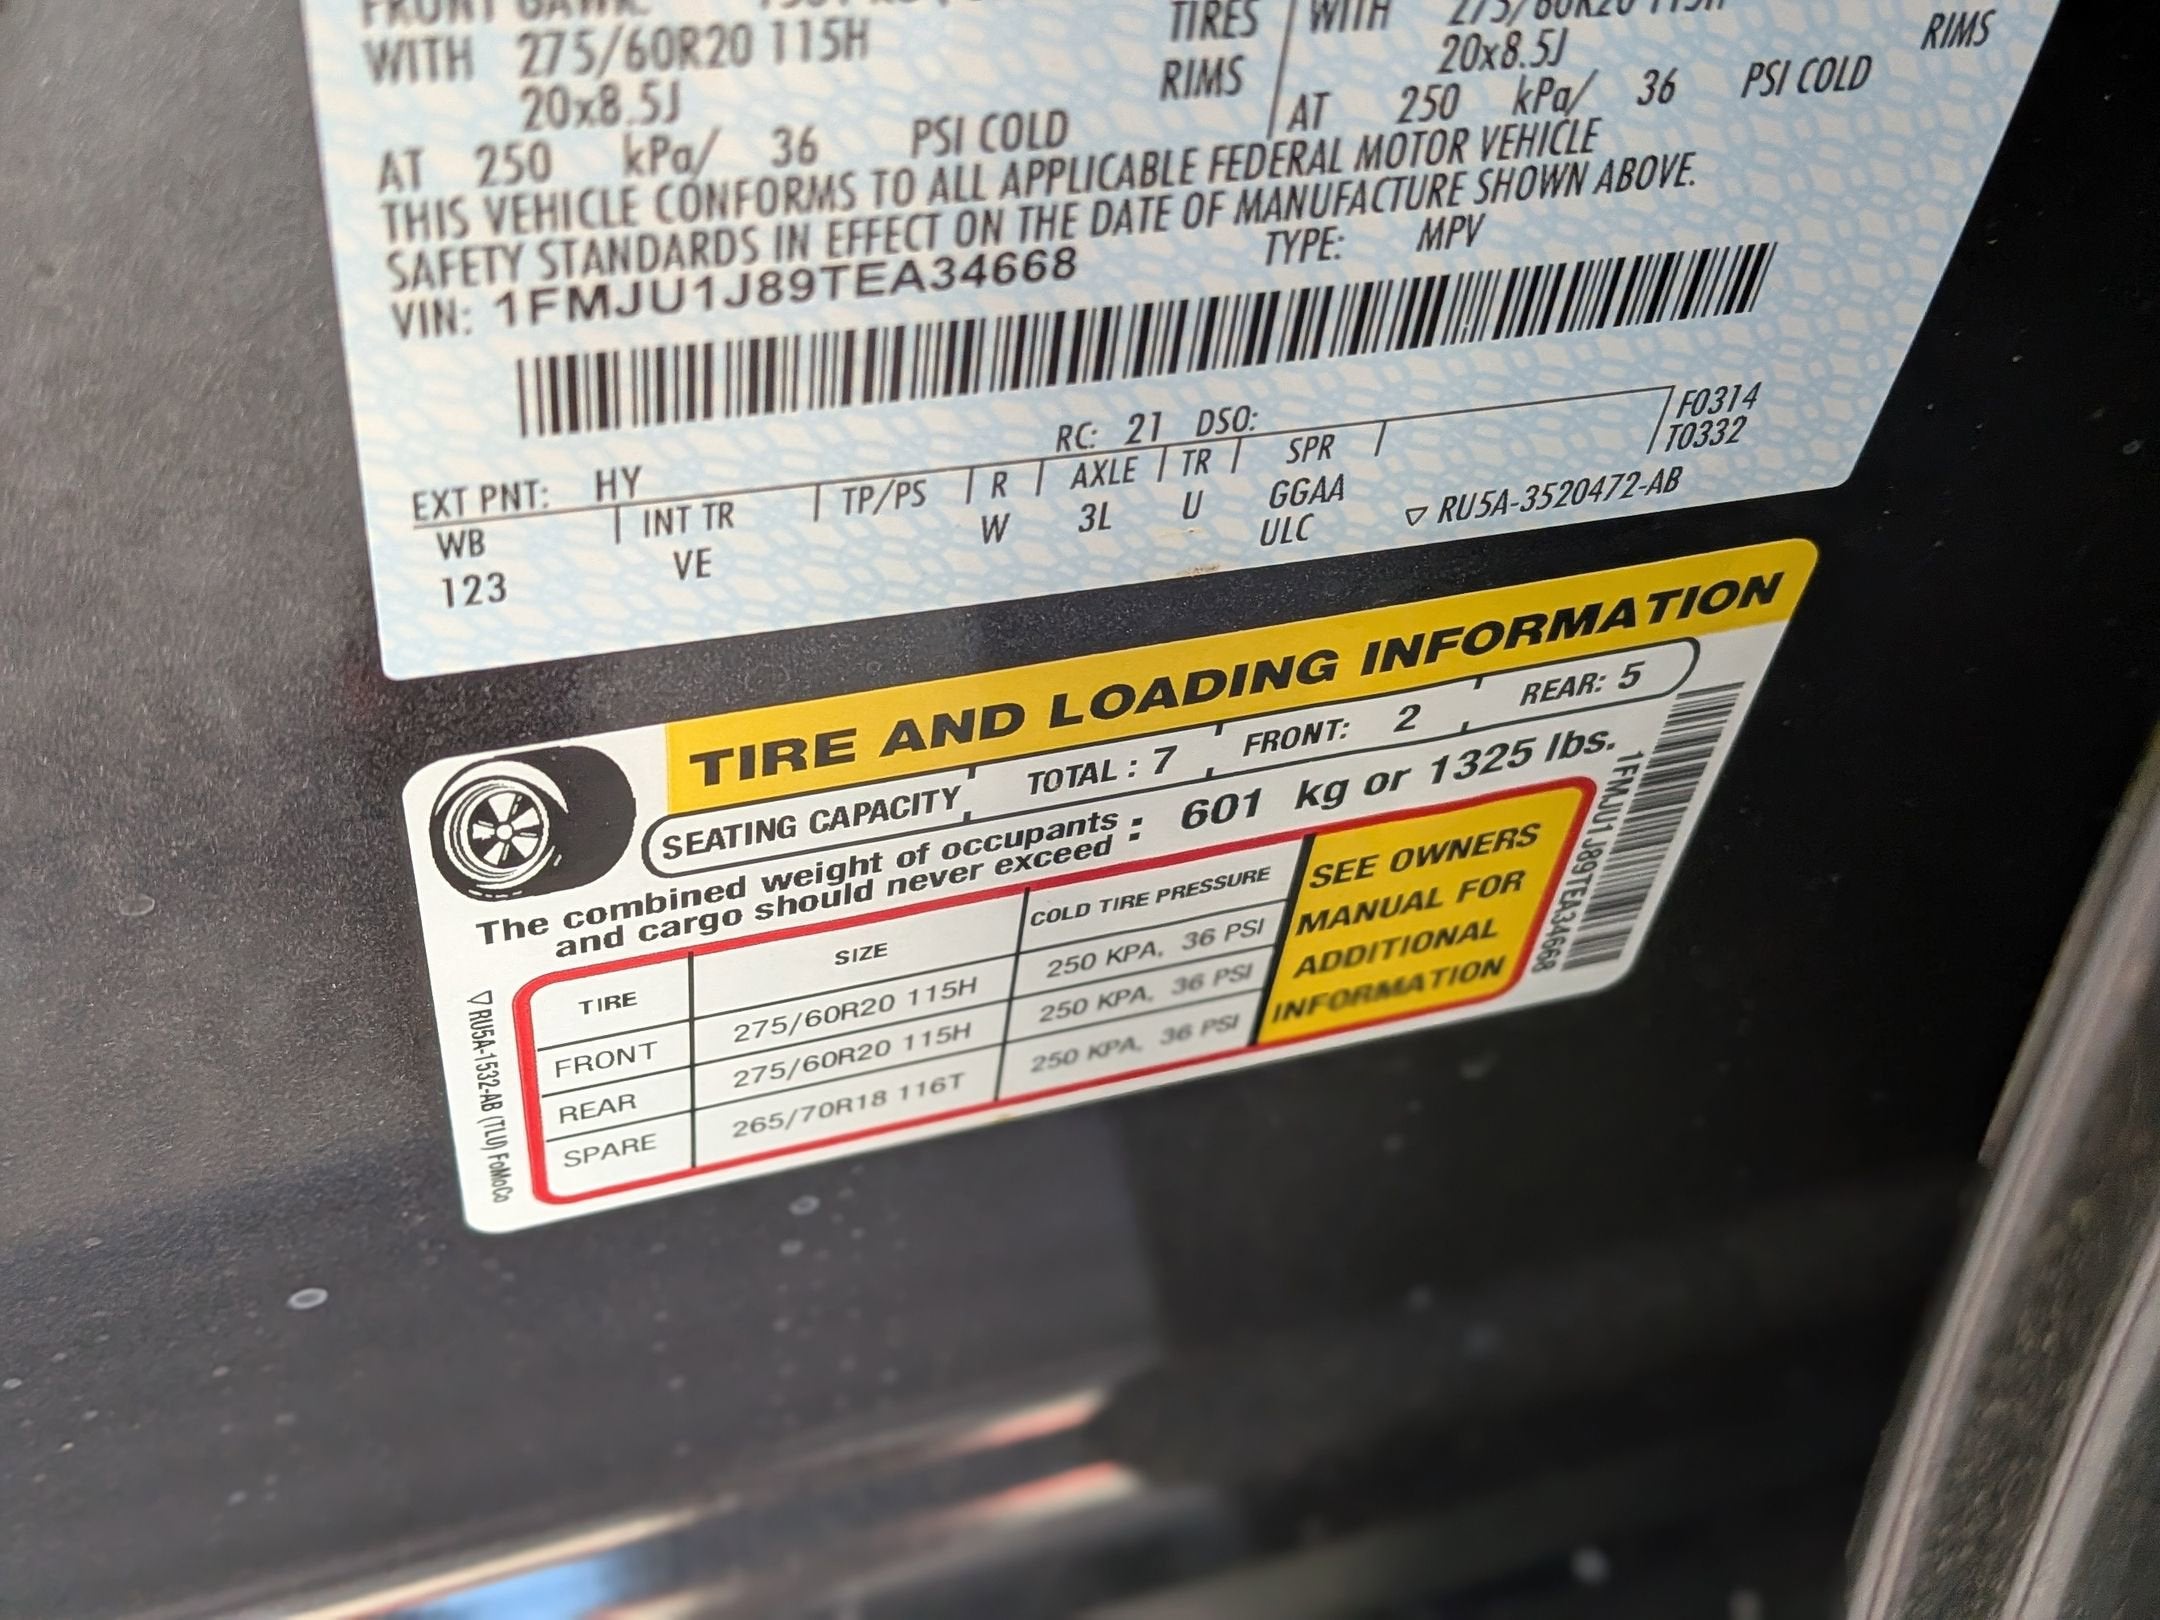 WITH 275/60R20 115H TIRES
20x8.5J RIMS
AT 250 kPa/ 36 PSI COLD
WITH 275/60R20 115H
20x8.5J RIMS
AT 250 kPa/ 36 PSI COLD
THIS VEHICLE CONFORMS TO ALL APPLICABLE FEDERAL MOTOR VEHICLE
SAFETY STANDARDS IN EFFECT ON THE DATE OF MANUFACTURE SHOWN ABOVE.
VIN: 1FMJU1J89TEA34668 TYPE: MPV
F0314
T0332
EXT PNT: HY RC: 21 DSO:
WB INT TR TP/PS R AXLE TR SPR
123 VE W 3L U GGAA
ULC
RU5A-3520472-AB
TIRE AND LOADING INFORMATION
SEATING CAPACITY TOTAL : 7 FRONT: 2 REAR: 5
The combined weight of occupants
and cargo should never exceed : 601 kg or 1325 lbs.
TIRE SIZE COLD TIRE PRESSURE
FRONT 275/60R20 115H 250 KPA, 36 PSI
REAR 275/60R20 115H 250 KPA, 36 PSI
SPARE 265/70R18 116T 250 KPA, 36 PSI
SEE OWNERS
MANUAL FOR
ADDITIONAL
INFORMATION
1FMJU1J89TEA34668
RU5A-1532-AB (TLU) FoMoCo